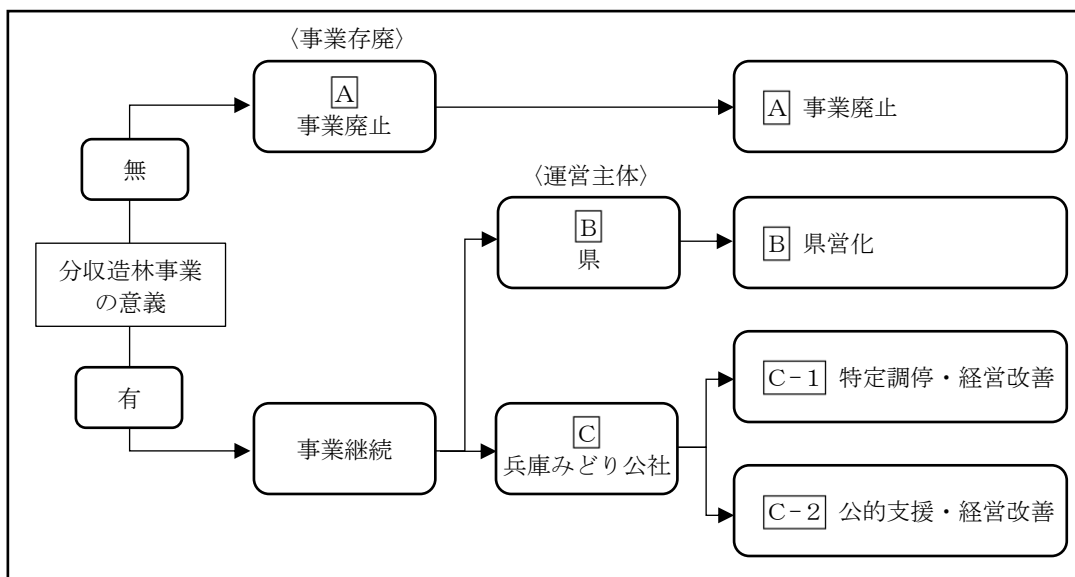 〈事業存廃〉
A
事業廃止
A 事業廃止
無
〈運営主体〉
B
県
B 県営化
分収造林事業
の意義
有
事業継続
C
兵庫みどり公社
C-1 特定調停・経営改善
C-2 公的支援・経営改善